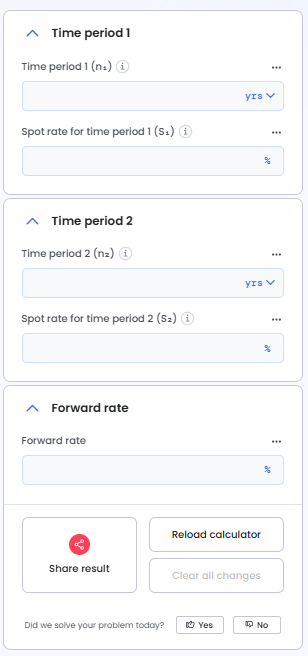 Time period 1
Time period 1 (n₁) i ...
yrs
Spot rate for time period 1 (S₁) i ...
%
Time period 2
Time period 2 (n₂) i ...
yrs
Spot rate for time period 2 (S₂) i ...
%
Forward rate
Forward rate ...
%
Share result
Reload calculator
Clear all changes
Did we solve your problem today? Yes No